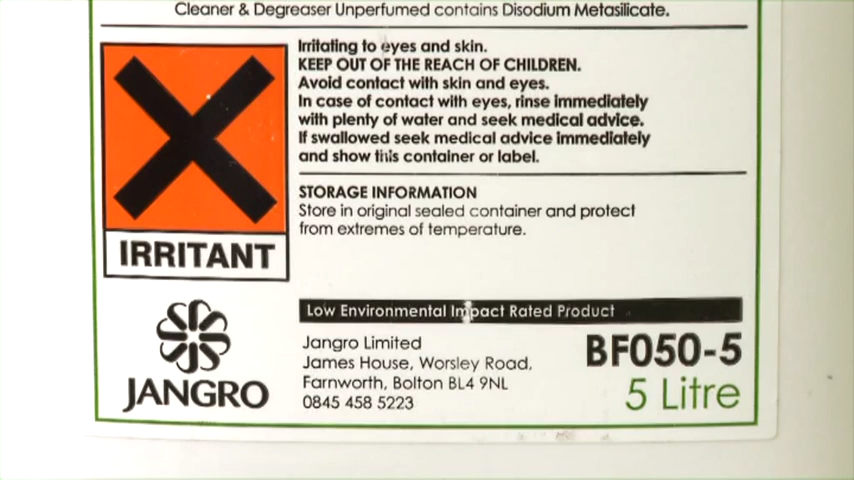 Cleaner & Degreaser Unperfumed contains Disodium Metasilicate.
Irritating to eyes and skin.
KEEP OUT OF THE REACH OF CHILDREN.
Avoid contact with skin and eyes.
In case of contact with eyes, rinse immediately
with plenty of water and seek medical advice.
If swallowed seek medical advice immediately
and show this container or label.
IRRITANT
STORAGE INFORMATION
Store in original sealed container and protect
from extremes of temperature.
Low Environmental Impact Rated Product
JANGRO
Jangro Limited
James House, Worsley Road,
Farnworth, Bolton BL4 9NL
0845 458 5223
BF050-5
5 Litre